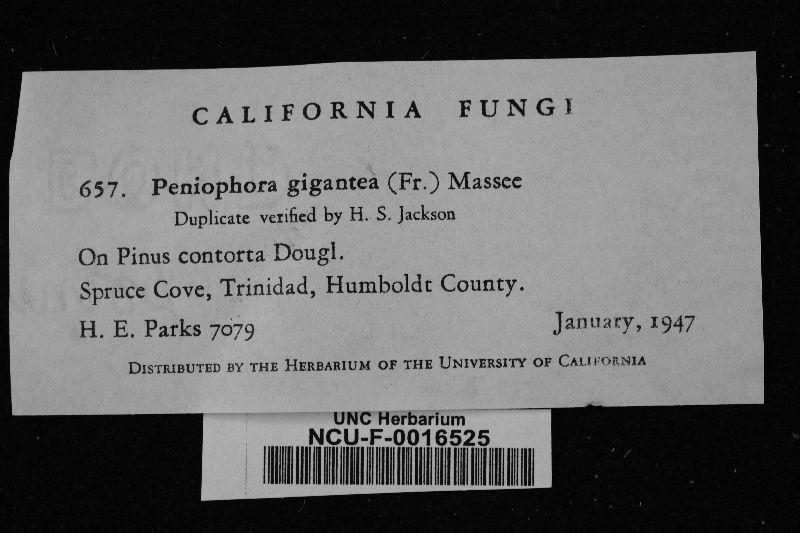 CALIFORNIA FUNGI
657. Peniophora gigantea (Fr.) Massee
Duplicate verified by H. S. Jackson
On Pinus contorta Dougl.
Spruce Cove, Trinidad, Humboldt County.
H. E. Parks 7079 January, 1947
DISTRIBUTED BY THE HERBARIUM OF THE UNIVERSITY OF CALIFORNIA
UNC Herbarium
NCU-F-0016525